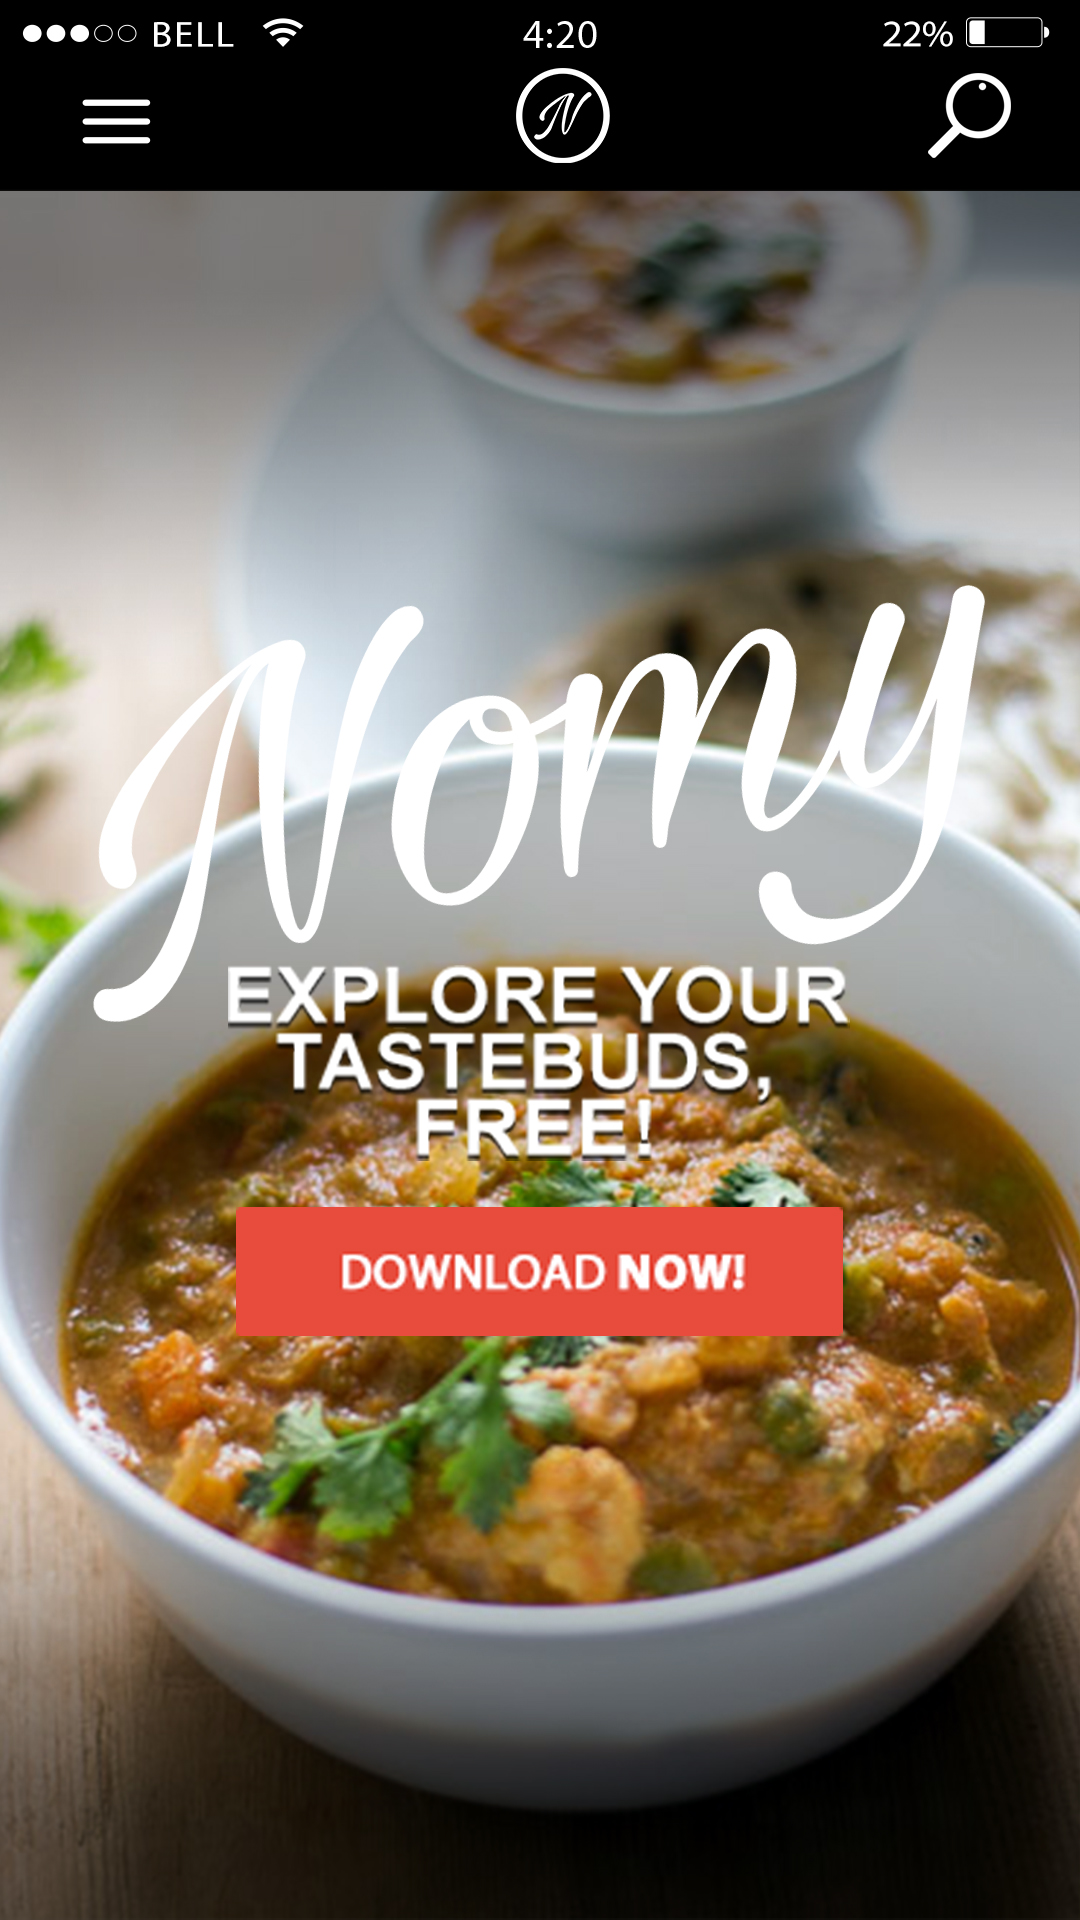 BELL 4:20 22%
N
Nomy
EXPLORE YOUR
TASTEBUDS,
FREE!
DOWNLOAD NOW!